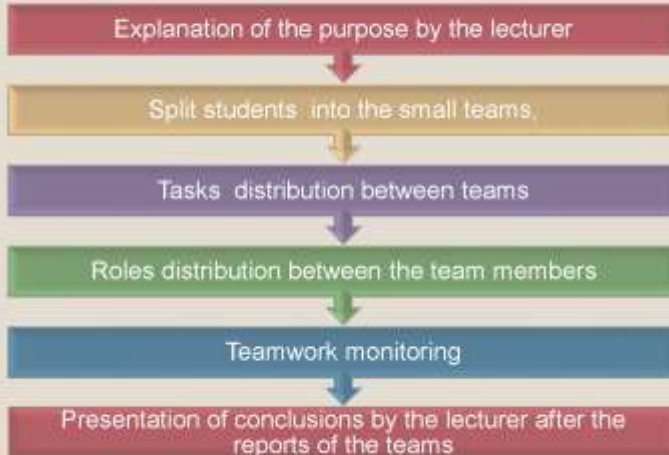 Explanation of the purpose by the lecturer
Split students into the small teams,
Tasks distribution between teams
Roles distribution between the team members
Teamwork monitoring
Presentation of conclusions by the lecturer after the
reports of the teams